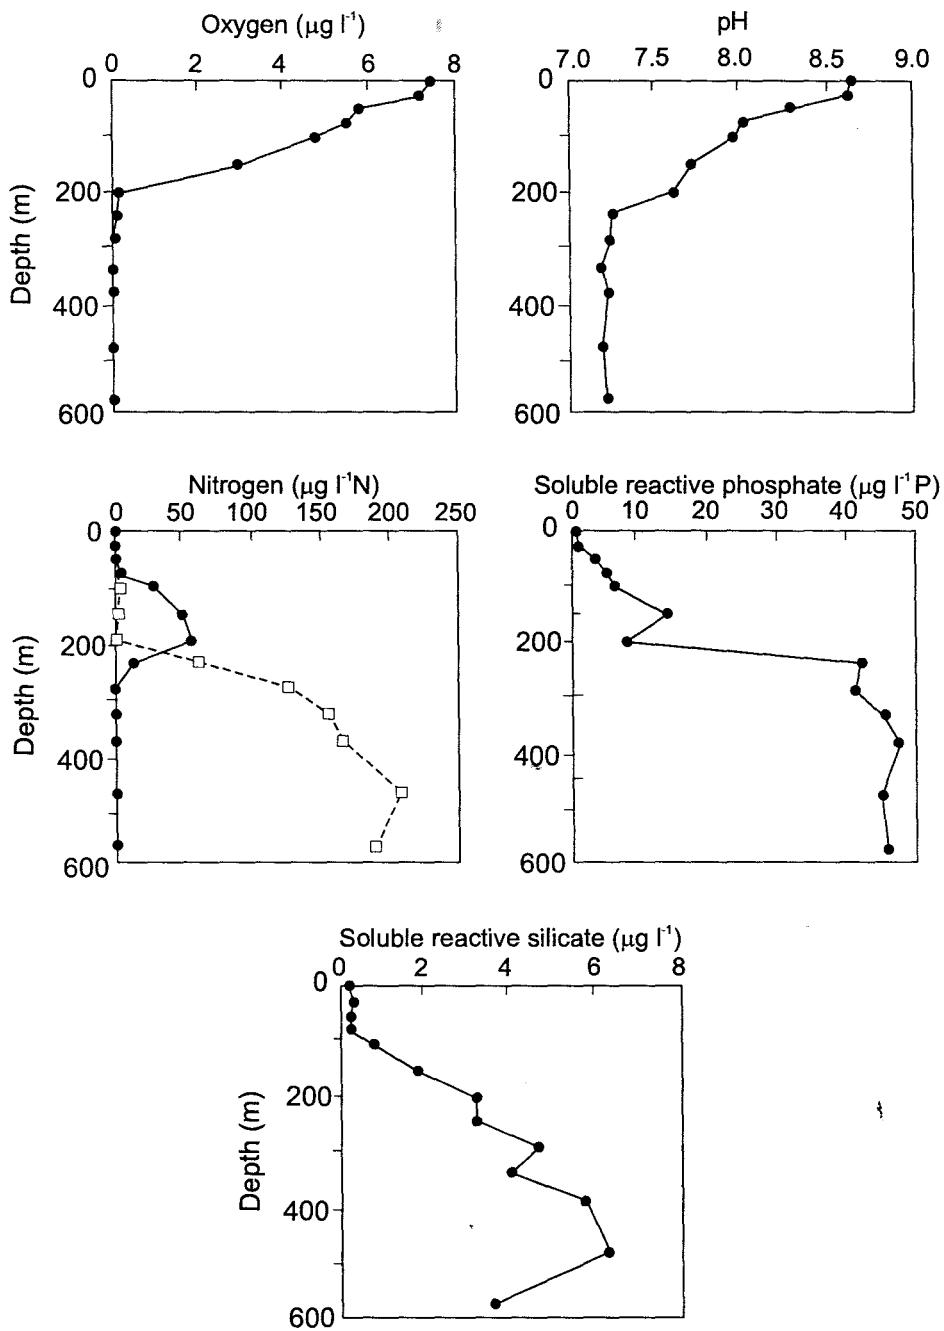 Oxygen (μg l⁻¹)
0 2 4 6 8
0
200
400
600
Depth (m)
pH
7.0 7.5 8.0 8.5 9.0
0
200
400
600
Nitrogen (μg l⁻¹N)
0 50 100 150 200 250
0
200
400
600
Depth (m)
Soluble reactive phosphate (μg l⁻¹P)
0 10 20 30 40 50
0
200
400
600
Soluble reactive silicate (μg l⁻¹)
0 2 4 6 8
0
200
400
600
Depth (m)